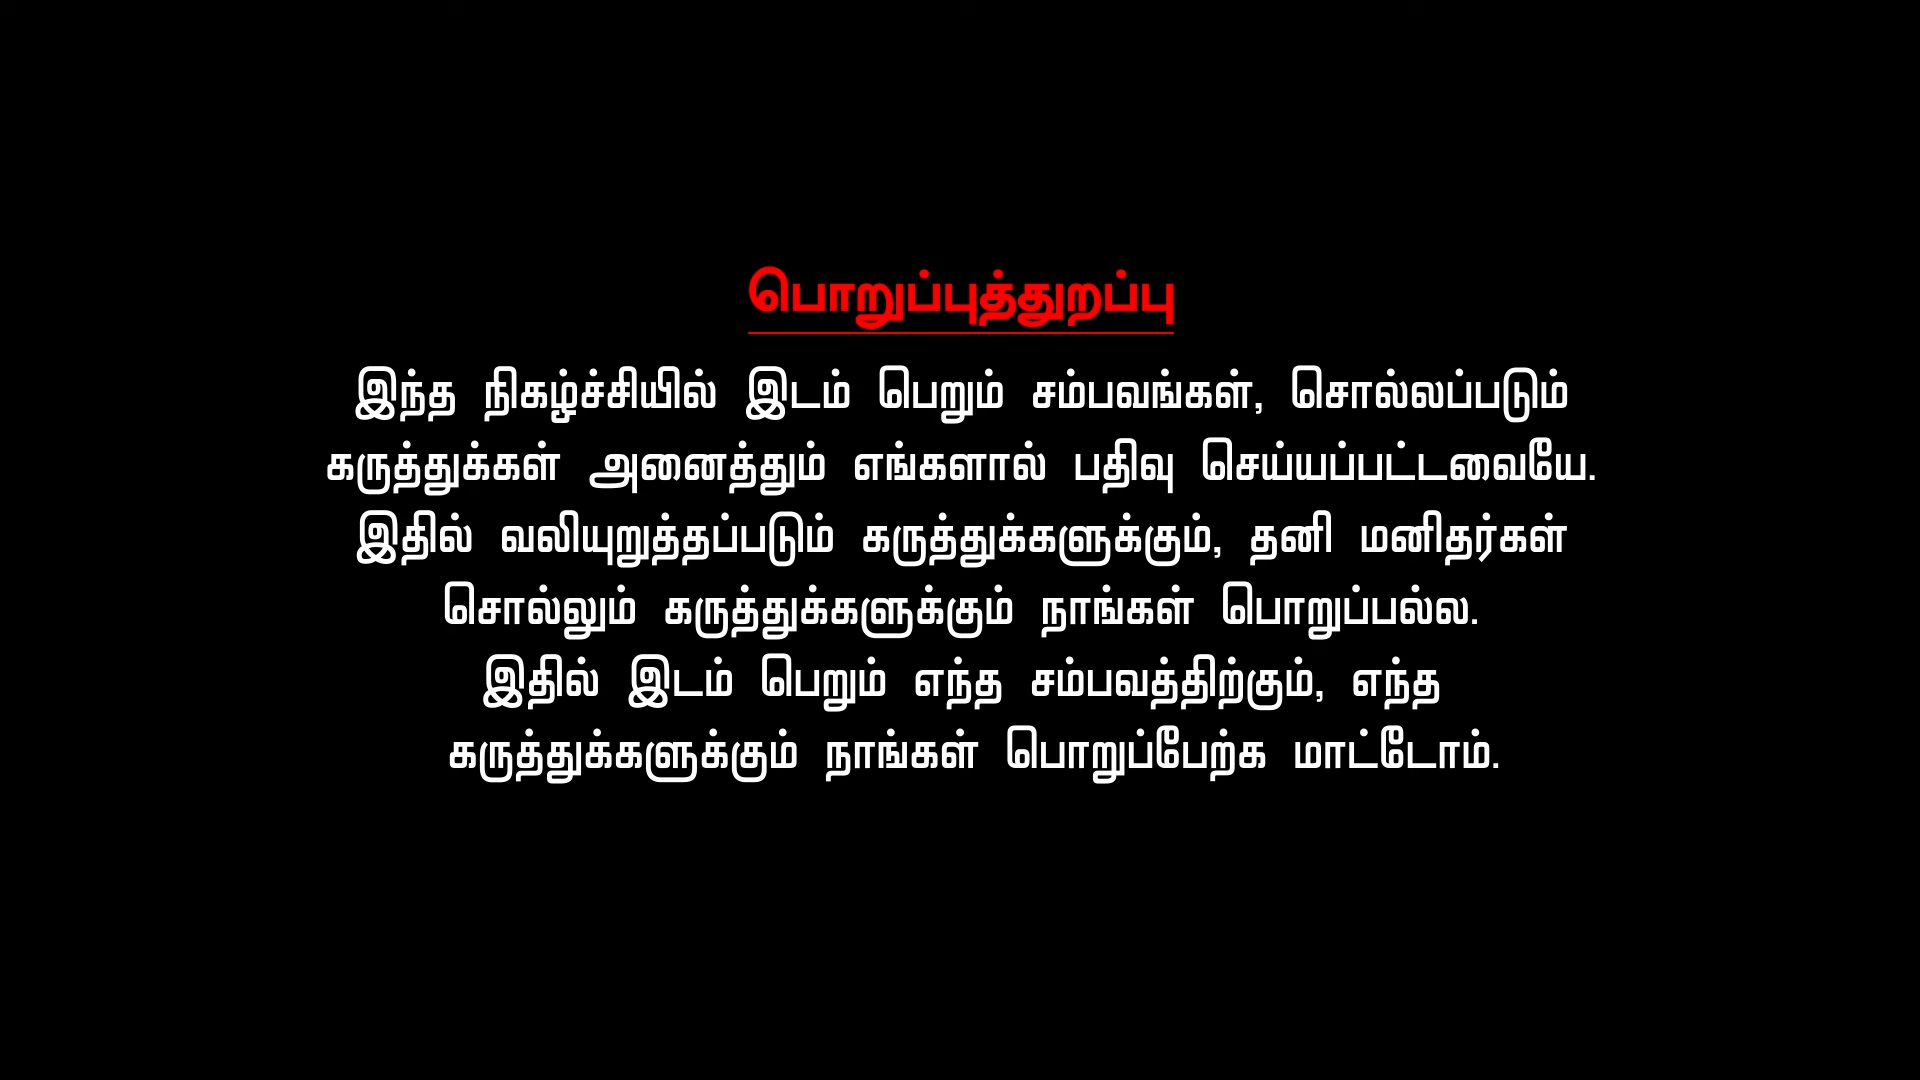 பொறுப்புத்துறப்பு
இந்த நிகழ்ச்சியில் இடம் பெறும் சம்பவங்கள், சொல்லப்படும்
கருத்துக்கள் அனைத்தும் எங்களால் பதிவு செய்யப்பட்டவையே.
இதில் வலியுறுத்தப்படும் கருத்துக்களுக்கும், தனி மனிதர்கள்
சொல்லும் கருத்துக்களுக்கும் நாங்கள் பொறுப்பல்ல.
இதில் இடம் பெறும் எந்த சம்பவத்திற்கும், எந்த
கருத்துக்களுக்கும் நாங்கள் பொறுப்பேற்க மாட்டோம்.